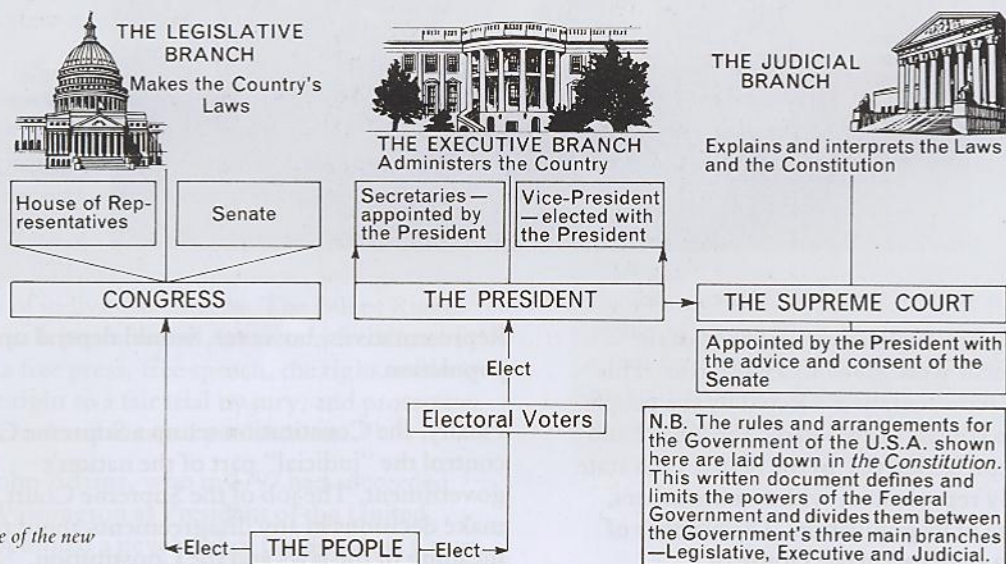 THE LEGISLATIVE
BRANCH
Makes the Country's
Laws
House of Rep-
resentatives
Senate
CONGRESS
THE EXECUTIVE BRANCH
Administers the Country
Secretaries —
appointed by
the President
Vice-President
— elected with
the President
THE PRESIDENT
Elect
Electoral Voters
←Elect— THE PEOPLE Elect→
THE JUDICIAL
BRANCH
Explains and interprets the Laws
and the Constitution
THE SUPREME COURT
Appointed by the President with
the advice and consent of the
Senate
N.B. The rules and arrangements for
the Government of the U.S.A. shown
here are laid down in the Constitution.
This written document defines and
limits the powers of the Federal
Government and divides them between
the Government's three main branches
—Legislative, Executive and Judicial.
e of the new